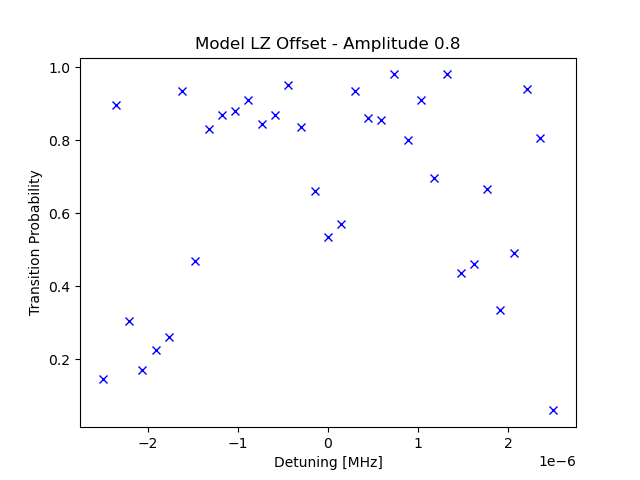 Model LZ Offset - Amplitude 0.8
1.0
0.8
0.6
0.4
0.2
Transition Probability
−2
−1
0
1
2
1e−6
Detuning [MHz]